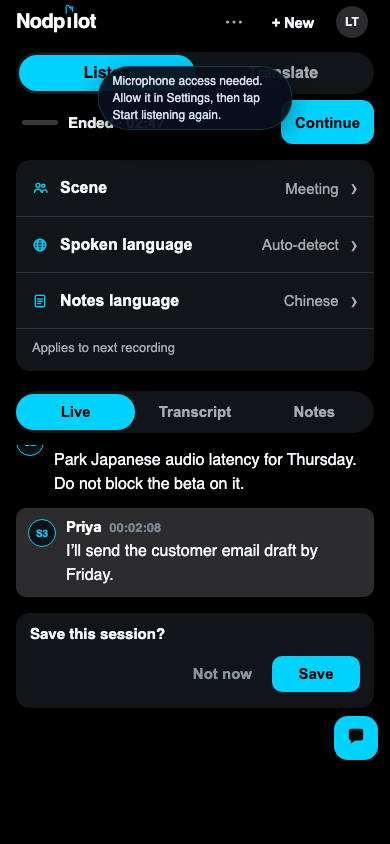 Nodpilot
... + New LT
Microphone access needed.
Allow it in Settings, then tap
Start listening again.
Ended
Continue
Scene Meeting
Spoken language Auto-detect
Notes language Chinese
Applies to next recording
Live Transcript Notes
Park Japanese audio latency for Thursday.
Do not block the beta on it.
S3 Priya 00:02:08
I’ll send the customer email draft by
Friday.
Save this session?
Not now Save